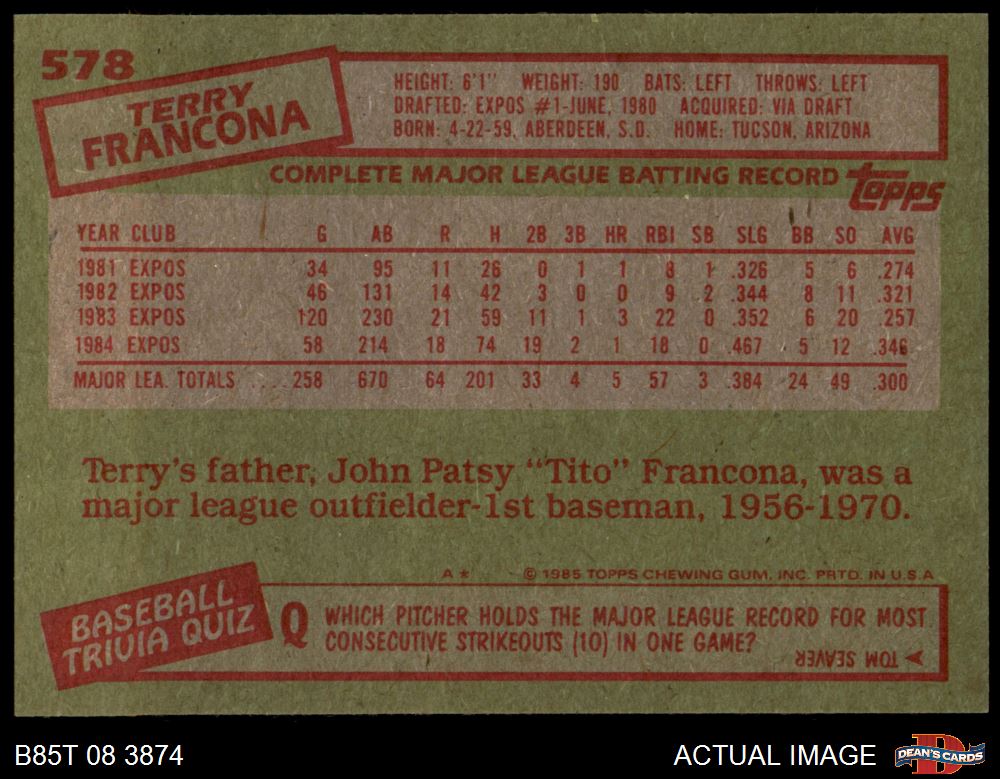 578
TERRY
FRANCONA
HEIGHT: 6'1" WEIGHT: 190 BATS: LEFT THROWS: LEFT
DRAFTED: EXPOS #1-JUNE, 1980 ACQUIRED: VIA DRAFT
BORN: 4-22-59, ABERDEEN, S.D. HOME: TUCSON, ARIZONA
COMPLETE MAJOR LEAGUE BATTING RECORD topps
YEAR CLUB G AB R H 2B 3B HR RBI SB SLG BB SO AVG
1981 EXPOS 34 95 11 26 0 1 1 8 1 .326 5 6 .274
1982 EXPOS 46 131 14 42 3 0 0 9 2 .344 8 11 .321
1983 EXPOS 120 230 21 59 11 1 3 22 0 .352 6 20 .257
1984 EXPOS 58 214 18 74 19 2 1 18 0 .467 5 12 .346
MAJOR LEA. TOTALS .... 258 670 64 201 33 4 5 57 3 .384 24 49 .300
Terry's father, John Patsy "Tito" Francona, was a
major league outfielder-1st baseman, 1956-1970.
A* © 1985 TOPPS CHEWING GUM, INC. PRTD. IN U.S.A.
BASEBALL
TRIVIA QUIZ
Q WHICH PITCHER HOLDS THE MAJOR LEAGUE RECORD FOR MOST
CONSECUTIVE STRIKEOUTS (10) IN ONE GAME?
TOM SEAVER
B85T 08 3874
ACTUAL IMAGE
D
DEAN'S CARDS